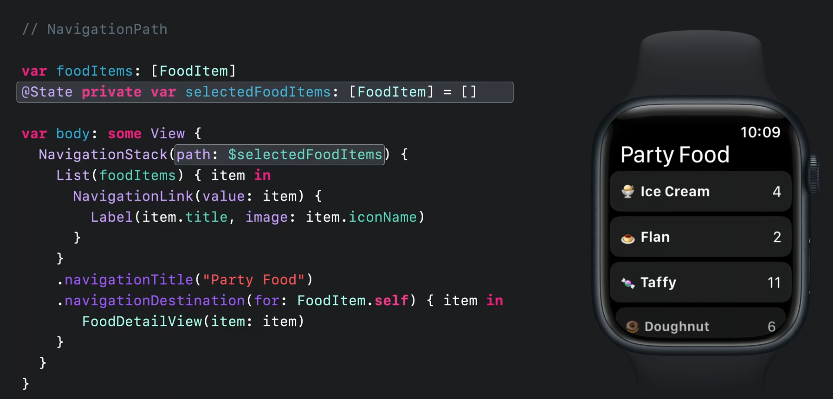 // NavigationPath
var foodItems: [FoodItem]
@State private var selectedFoodItems: [FoodItem] = []
var body: some View {
NavigationStack(path: $selectedFoodItems) {
List(foodItems) { item in
NavigationLink(value: item) {
Label(item.title, image: item.iconName)
}
}
.navigationTitle("Party Food")
.navigationDestination(for: FoodItem.self) { item in
FoodDetailView(item: item)
}
}
}
10:09
Party Food
Ice Cream 4
Flan 2
Taffy 11
Doughnut 6